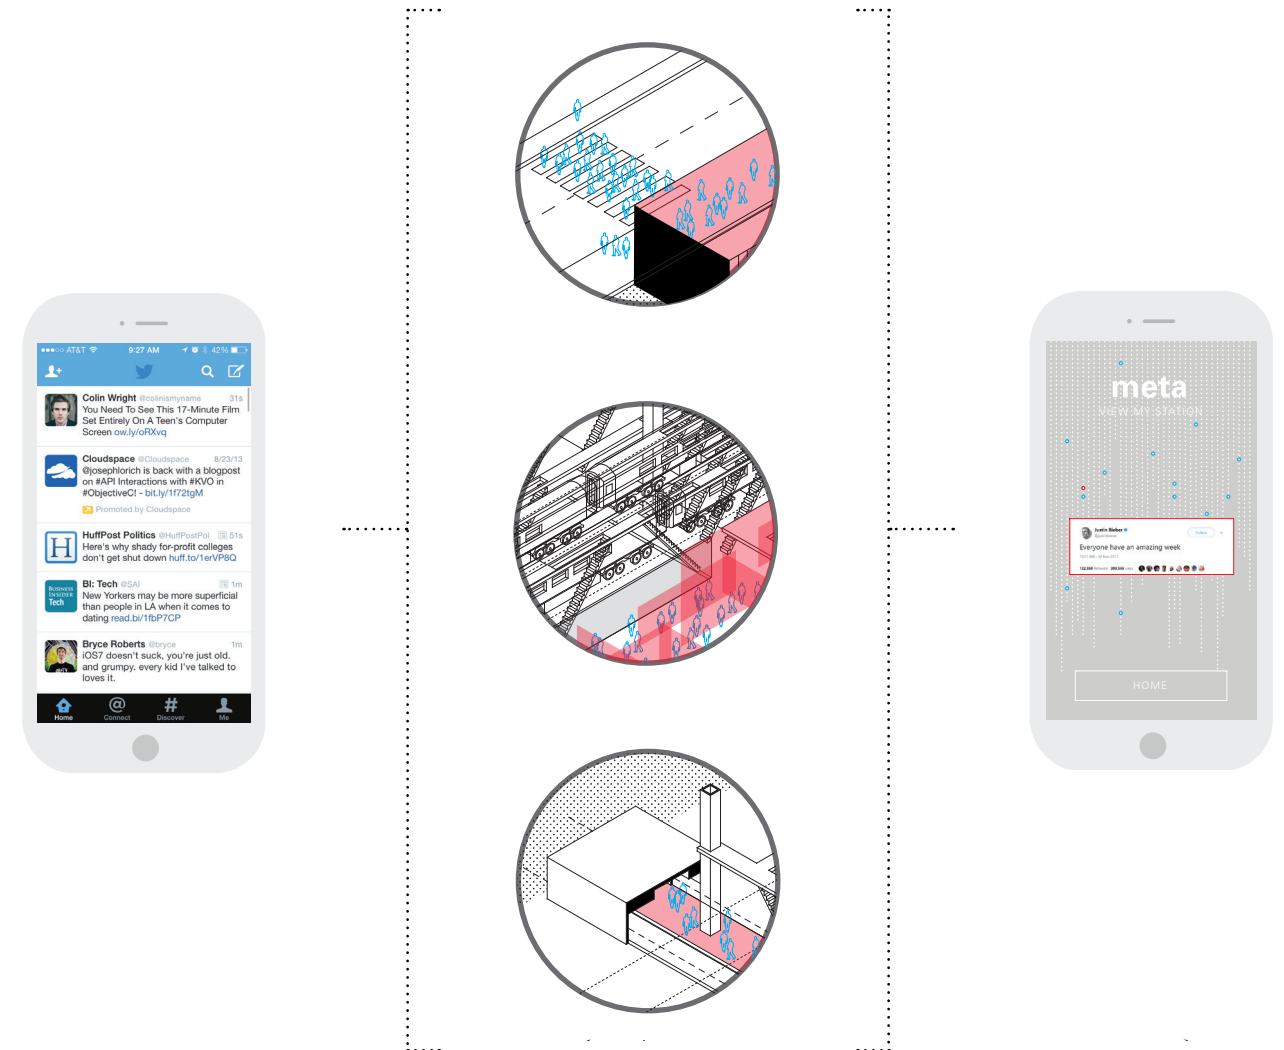 AT&T
9:27 AM
42%
Colin Wright @colinismyname 31s
You Need To See This 17-Minute Film
Set Entirely On A Teen's Computer
Screen ow.ly/oRXvq
Cloudspace @Cloudspace 8/23/13
@josephlorich is back with a blogpost
on #API Interactions with #KVO in
#ObjectiveC! - bit.ly/1f72tgM
Promoted by Cloudspace
H
HuffPost Politics @HuffPostPol 51s
Here's why shady for-profit colleges
don't get shut down huff.to/1erVP8Q
BUSINESS
INSIDER
Tech
BI: Tech @SAI 1m
New Yorkers may be more superficial
than people in LA when it comes to
dating read.bi/1fbP7CP
Bryce Roberts @bryce 1m
iOS7 doesn't suck, you're just old.
and grumpy. every kid I've talked to
loves it.
Home
@
Connect
#
Discover
Me
meta
VIEW MY STATION
Justin Bieber
@justinbieber
Follow
Everyone have an amazing week
Retweets
HOME